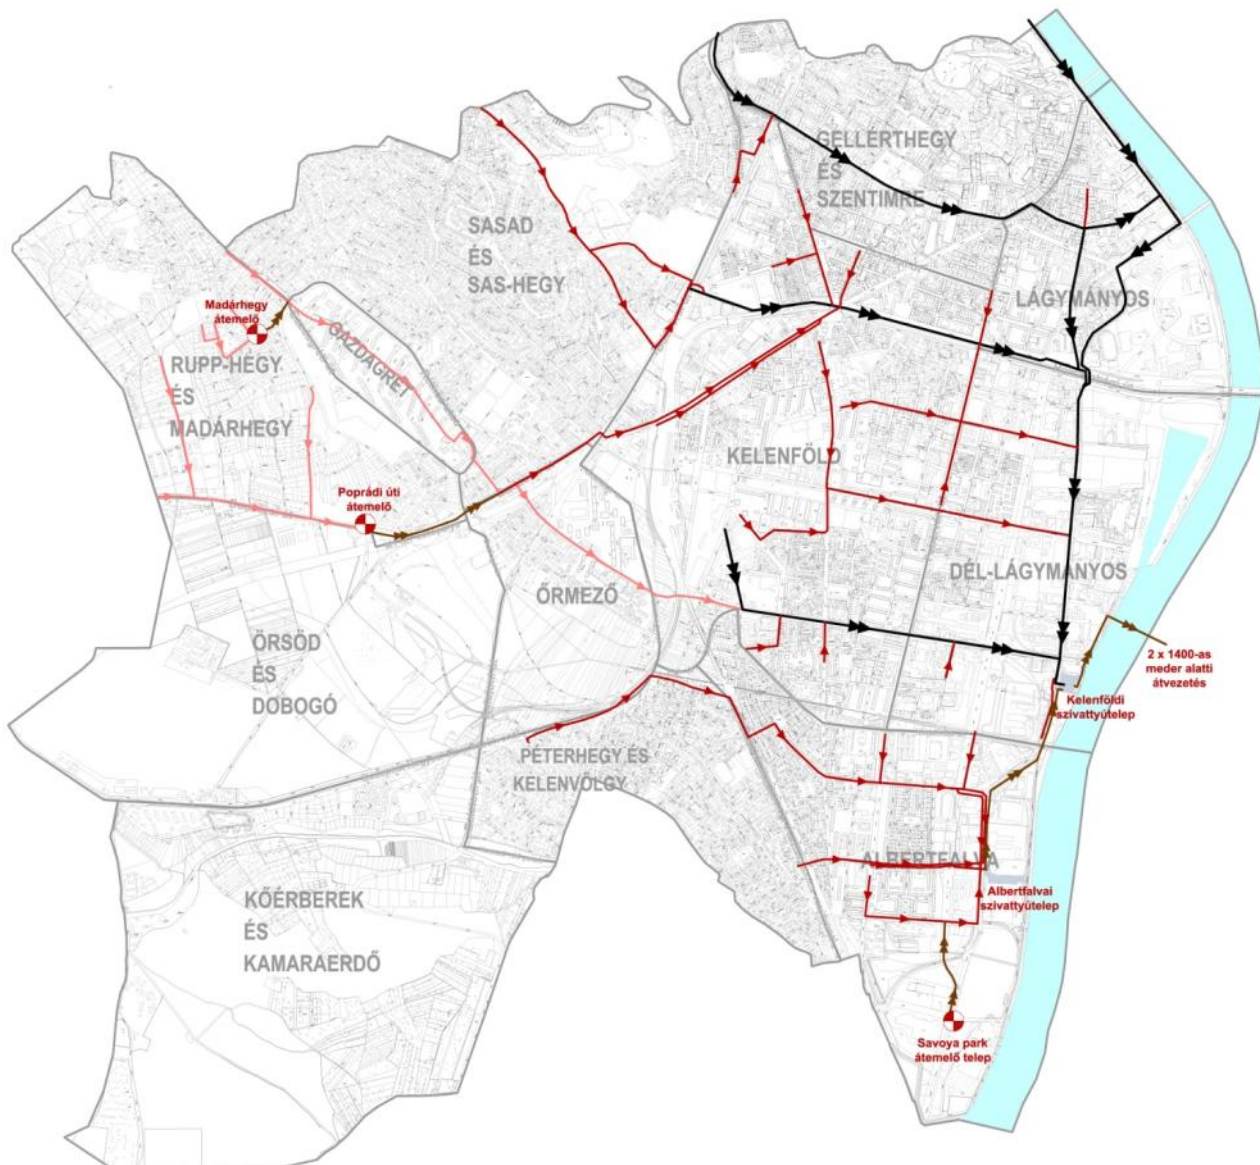 GELLÉRTHEGY
ÉS
SZENTIMRE
SASAD
ÉS
SAS-HEGY
LÁGYMÁNYOS
Madárhegy
átemelő
GAZDAGRÉT
RUPP-HEGY
ÉS
MADÁRHEGY
KELENFÖLD
Poprádi úti
átemelő
DÉL-LÁGYMÁNYOS
ŐRMEZŐ
ÖRSÖD
ÉS
DOBOGÓ
2 x 1400-as
meder alatti
átvezetés
Kelenföldi
szivattyútelep
PÉTERHEGY ÉS
KELENVÖLGY
ALBERTFALVA
Albertfalvai
szivattyútelep
KŐÉRBEREK
ÉS
KAMARAERDŐ
Savoya park
átemelő telep